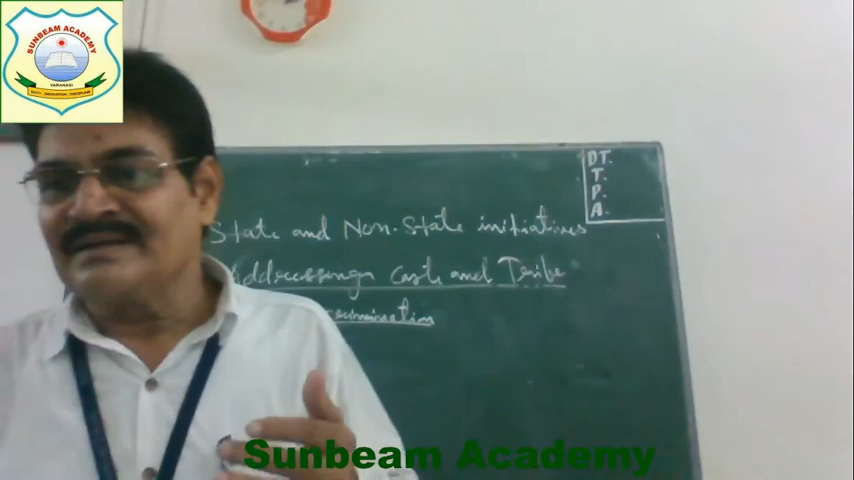 SUNBEAM ACADEMY
VARANASI
DT.
T.
P.
A.
State and Non-State initiatives
Addressing Caste and Tribe
Sunbeam Academy